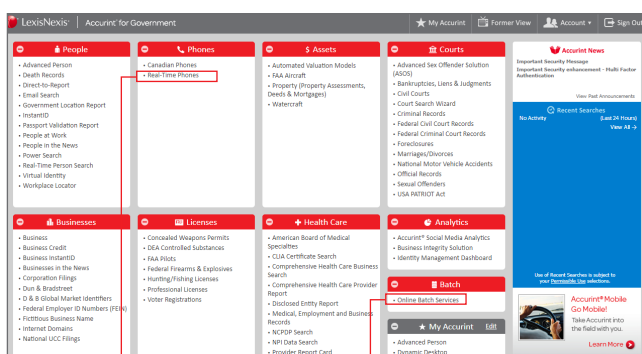 LexisNexis® Accurint® for Government
My Accurint Former View Account Sign Out
People
• Advanced Person
• Death Records
• Direct-to-Report
• Email Search
• Government Location Report
• InstantID
• Passport Validation Report
• People at Work
• People in the News
• Power Search
• Real-Time Person Search
• Virtual Identity
• Workplace Locator
Phones
• Canadian Phones
• Real-Time Phones
$ Assets
• Automated Valuation Models
• FAA Aircraft
• Property (Property Assessments,
Deeds & Mortgages)
• Watercraft
Courts
• Advanced Sex Offender Solution
(ASOS)
• Bankruptcies, Liens & Judgments
• Civil Courts
• Court Search Wizard
• Criminal Records
• Federal Civil Court Records
• Federal Criminal Court Records
• Foreclosures
• Marriages/Divorces
• National Motor Vehicle Accidents
• Official Records
• Sexual Offenders
• USA PATRIOT Act
Accurint News
Important Security Message
Important Security enhancement - Multi Factor
Authentication
View Past Announcements
Recent Searches
No Activity (Last 24 Hours)
View All →
Use of Recent Searches is subject to
your Permissible Use selections.
Businesses
• Business
• Business Credit
• Business InstantID
• Businesses in the News
• Corporation Filings
• Dun & Bradstreet
• D & B Global Market Identifiers
• Federal Employer ID Numbers (FEIN)
• Fictitious Business Name
• Internet Domains
• National UCC Filings
Licenses
• Concealed Weapons Permits
• DEA Controlled Substances
• FAA Pilots
• Federal Firearms & Explosives
• Hunting/Fishing Licenses
• Professional Licenses
• Voter Registrations
Health Care
• American Board of Medical
Specialties
• CLIA Certificate Search
• Comprehensive Health Care Business
Search
• Comprehensive Health Care Provider
Report
• Disclosed Entity Report
• Medical, Employment and Business
Records
• NCPDP Search
• NPI Data Search
• Provider Report Card
Analytics
• Accurint® Social Media Analytics
• Business Integrity Solution
• Identity Management Dashboard
Batch
• Online Batch Services
My Accurint Edit
• Advanced Person
• Dynamic Desktop
Accurint® Mobile
Go Mobile!
Take Accurint into
the field with you.
Learn More